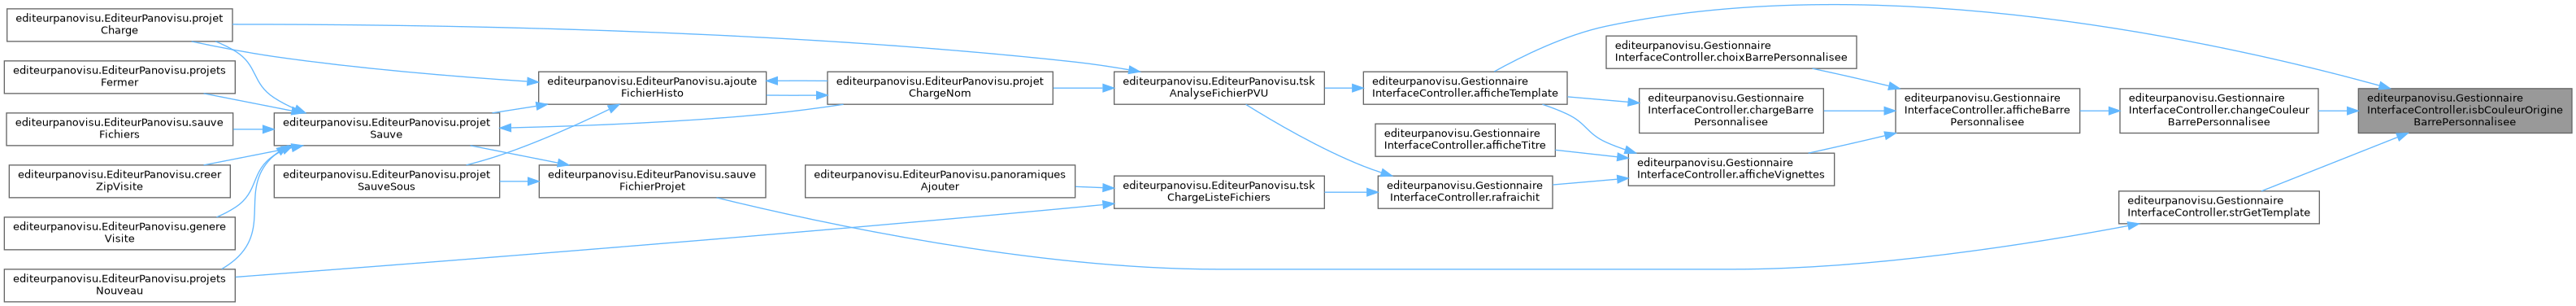 editeurpanovisu.EditeurPanovisu.projet
Charge
editeurpanovisu.EditeurPanovisu.projets
Fermer
editeurpanovisu.EditeurPanovisu.sauve
Fichiers
editeurpanovisu.EditeurPanovisu.creer
ZipVisite
editeurpanovisu.EditeurPanovisu.genere
Visite
editeurpanovisu.EditeurPanovisu.projets
Nouveau
editeurpanovisu.EditeurPanovisu.projet
Sauve
editeurpanovisu.EditeurPanovisu.projet
SauveSous
editeurpanovisu.EditeurPanovisu.ajoute
FichierHisto
editeurpanovisu.EditeurPanovisu.sauve
FichierProjet
editeurpanovisu.EditeurPanovisu.projet
ChargeNom
editeurpanovisu.EditeurPanovisu.panoramiques
Ajouter
editeurpanovisu.EditeurPanovisu.tsk
AnalyseFichierPVU
editeurpanovisu.EditeurPanovisu.tsk
ChargeListeFichiers
editeurpanovisu.Gestionnaire
InterfaceController.afficheTemplate
editeurpanovisu.Gestionnaire
InterfaceController.afficheTitre
editeurpanovisu.Gestionnaire
InterfaceController.rafraichit
editeurpanovisu.Gestionnaire
InterfaceController.choixBarrePersonnalisee
editeurpanovisu.Gestionnaire
InterfaceController.chargeBarre
Personnalisee
editeurpanovisu.Gestionnaire
InterfaceController.afficheVignettes
editeurpanovisu.Gestionnaire
InterfaceController.afficheBarre
Personnalisee
editeurpanovisu.Gestionnaire
InterfaceController.changeCouleur
BarrePersonnalisee
editeurpanovisu.Gestionnaire
InterfaceController.strGetTemplate
editeurpanovisu.Gestionnaire
InterfaceController.isbCouleurOrigine
BarrePersonnalisee